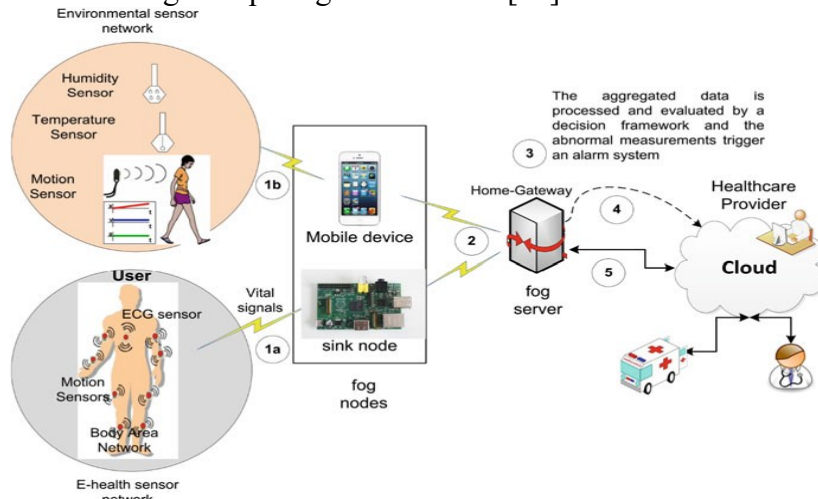 Environmental sensor
network
Humidity
Sensor
Temperature
Sensor
Motion
Sensor
t
t
t
1b
Mobile device
User
ECG sensor
Vital
signals
Motion
Sensors
Body Area
Network
1a
sink node
fog
nodes
E-health sensor
network
2
3
The aggregated data is
processed and evaluated by a
decision framework and the
abnormal measurements trigger
an alarm system
Home-Gateway
fog
server
4
5
Healthcare
Provider
Cloud